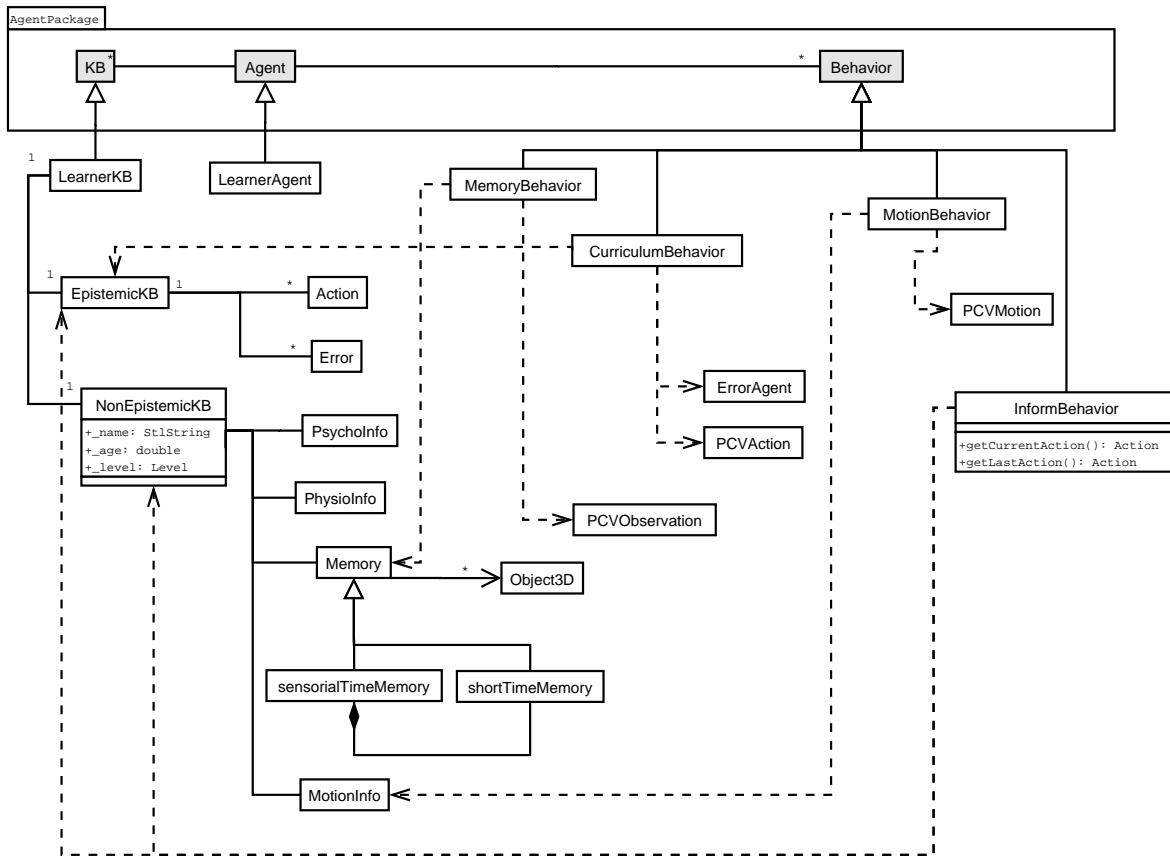 AgentPackage
KB
*
Agent
*
Behavior
1
LearnerKB
LearnerAgent
MemoryBehavior
MotionBehavior
CurriculumBehavior
1
EpistemicKB
1
*
Action
PCVMotion
*
Error
1
NonEpistemicKB
+_name: StlString
+_age: double
+_level: Level
PsychoInfo
ErrorAgent
PCVAction
InformBehavior
+getCurrentAction(): Action
+getLastAction(): Action
PhysioInfo
PCVObservation
Memory
*
Object3D
sensorialTimeMemory
shortTimeMemory
MotionInfo